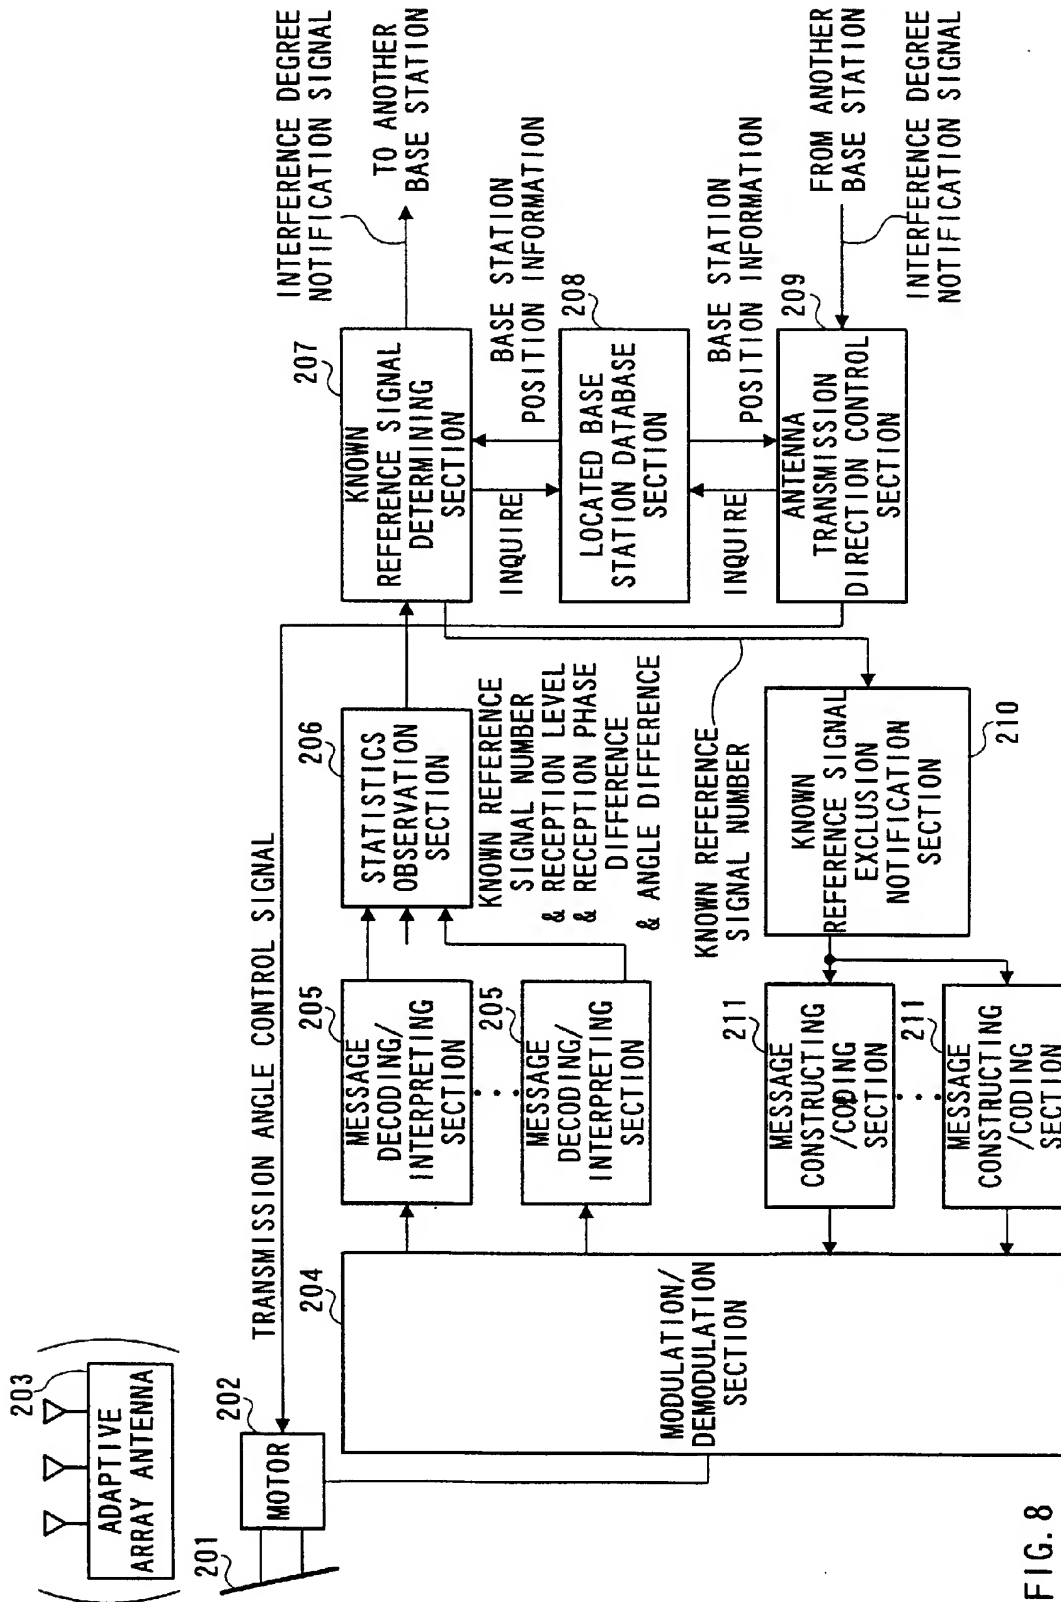 203
ADAPTIVE
ARRAY ANTENNA
201
202
MOTOR
TRANSMISSION ANGLE CONTROL SIGNAL
204
MODULATION/
DEMODULATION
SECTION
205
MESSAGE
DECODING/
INTERPRETING
SECTION
205
MESSAGE
DECODING/
INTERPRETING
SECTION
206
STATISTICS
OBSERVATION
SECTION
KNOWN REFERENCE
SIGNAL NUMBER
& RECEPTION LEVEL
& RECEPTION PHASE
DIFFERENCE
& ANGLE DIFFERENCE
207
KNOWN
REFERENCE SIGNAL
DETERMINING
SECTION
INTERFERENCE DEGREE
NOTIFICATION SIGNAL
TO ANOTHER
BASE STATION
INQUIRE
BASE STATION
POSITION INFORMATION
208
LOCATED BASE
STATION DATABASE
SECTION
INQUIRE
BASE STATION
POSITION INFORMATION
209
ANTENNA
TRANSMISSION
DIRECTION CONTROL
SECTION
FROM ANOTHER
BASE STATION
INTERFERENCE DEGREE
NOTIFICATION SIGNAL
KNOWN REFERENCE
SIGNAL NUMBER
KNOWN
REFERENCE SIGNAL
EXCLUSION
NOTIFICATION
SECTION
210
211
MESSAGE
CONSTRUCTING
/CODING
SECTION
211
MESSAGE
CONSTRUCTING
/CODING
SECTION
FIG. 8